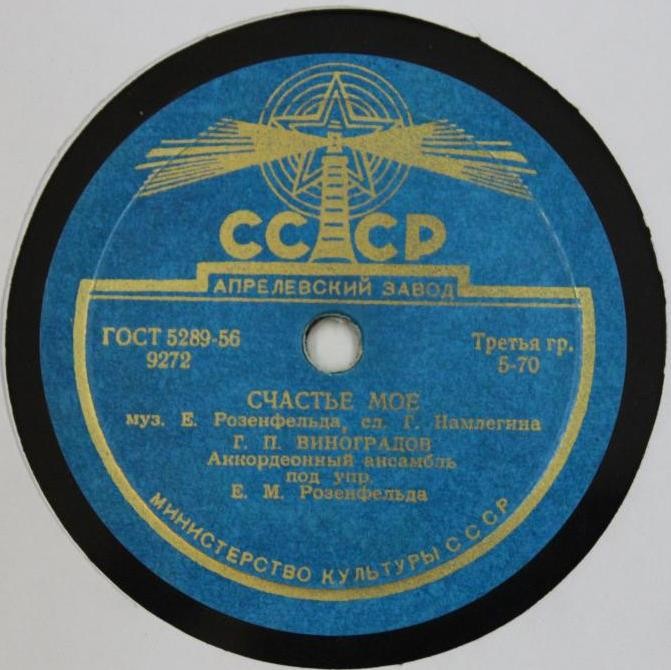 СССР
АПРЕЛЕВСКИЙ ЗАВОД
ГОСТ 5289-56
9272
Третья гр.
5-70
СЧАСТЬЕ МОЕ
муз. Е. Розенфельда, сл. Г. Намлегина
Г. П. ВИНОГРАДОВ
Аккордеонный ансамбль
под упр.
Е. М. Розенфельда
МИНИСТЕРСТВО КУЛЬТУРЫ СССР